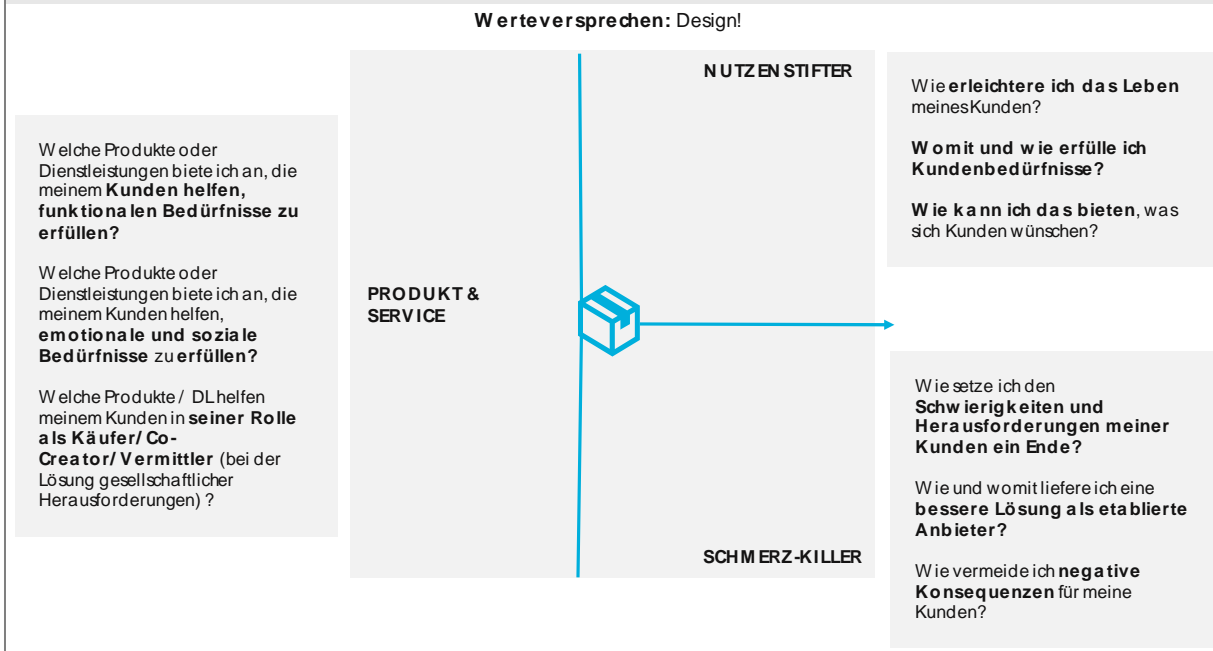 Werteversprechen: Design!
Welche Produkte oder
Dienstleistungen biete ich an, die
meinem Kunden helfen,
funktionalen Bedürfnisse zu
erfüllen?
Welche Produkte oder
Dienstleistungen biete ich an, die
meinem Kunden helfen,
emotionale und soziale
Bedürfnisse zu erfüllen?
Welche Produkte / DL helfen
meinem Kunden in seiner Rolle
als Käufer/ Co-
Creator/ Vermittler (bei der
Lösung gesellschaftlicher
Herausforderungen) ?
PRODUKT &
SERVICE
NUTZENSTIFTER
SCHMERZ-KILLER
Wie erleichtere ich das Leben
meines Kunden?
Womit und wie erfülle ich
Kundenbedürfnisse?
Wie kann ich das bieten, was
sich Kunden wünschen?
Wie setze ich den
Schwierigkeiten und
Herausforderungen meiner
Kunden ein Ende?
Wie und womit liefere ich eine
bessere Lösung als etablierte
Anbieter?
Wie vermeide ich negative
Konsequenzen für meine
Kunden?